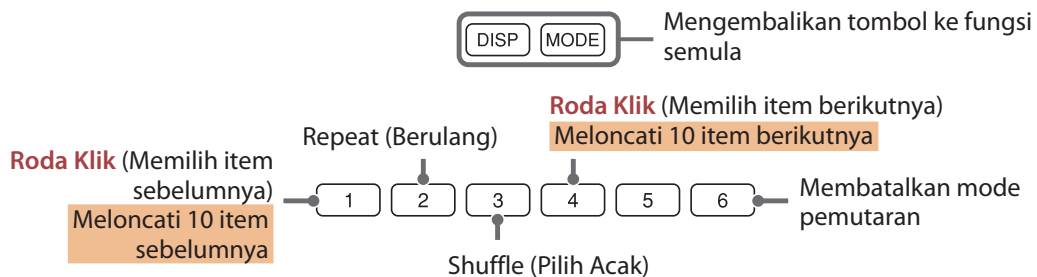 DISP MODE
Mengembalikan tombol ke fungsi
semula
Roda Klik (Memilih item berikutnya)
Meloncati 10 item berikutnya
Repeat (Berulang)
Roda Klik (Memilih item
sebelumnya)
Meloncati 10 item
sebelumnya
1 2 3 4 5 6
Membatalkan mode
pemutaran
Shuffle (Pilih Acak)